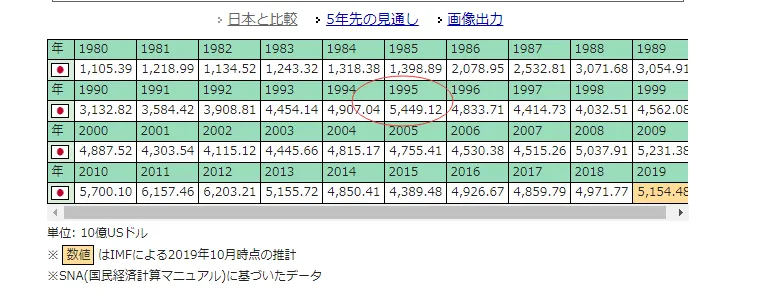 日本と比較 5年先の見通し 画像出力
年 1980 1981 1982 1983 1984 1985 1986 1987 1988 1989
1,105.39 1,218.99 1,134.52 1,243.32 1,318.38 1,398.89 2,078.95 2,532.81 3,071.68 3,054.91
年 1990 1991 1992 1993 1994 1995 1996 1997 1998 1999
3,132.82 3,584.42 3,908.81 4,454.14 4,907.04 5,449.12 4,833.71 4,414.73 4,032.51 4,562.08
年 2000 2001 2002 2003 2004 2005 2006 2007 2008 2009
4,887.52 4,303.54 4,115.12 4,445.66 4,815.17 4,755.41 4,530.38 4,515.26 5,037.91 5,231.38
年 2010 2011 2012 2013 2014 2015 2016 2017 2018 2019
5,700.10 6,157.46 6,203.21 5,155.72 4,850.41 4,389.48 4,926.67 4,859.79 4,971.77 5,154.48
単位: 10億USドル
※ 数値 はIMFによる2019年10月時点の推計
※SNA(国民経済計算マニュアル)に基づいたデータ